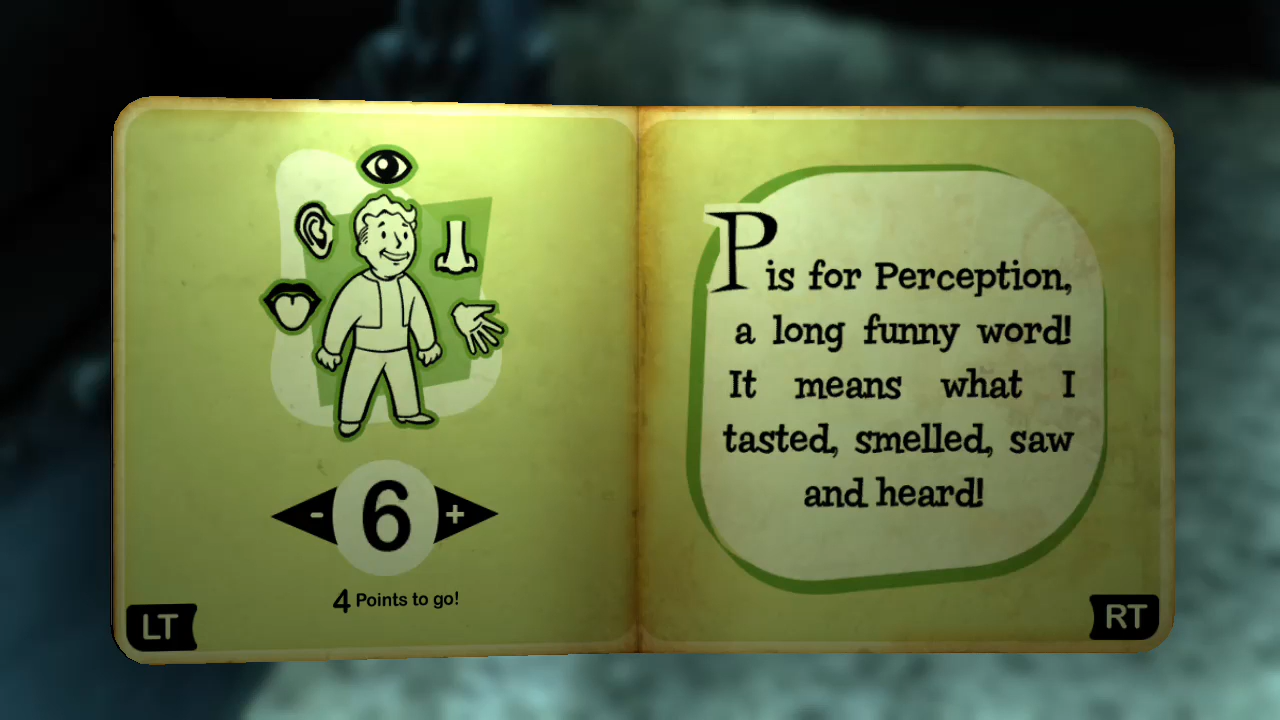 P is for Perception,
a long funny word!
It means what I
tasted, smelled, saw
and heard!
- 6 +
4 Points to go!
LT
RT